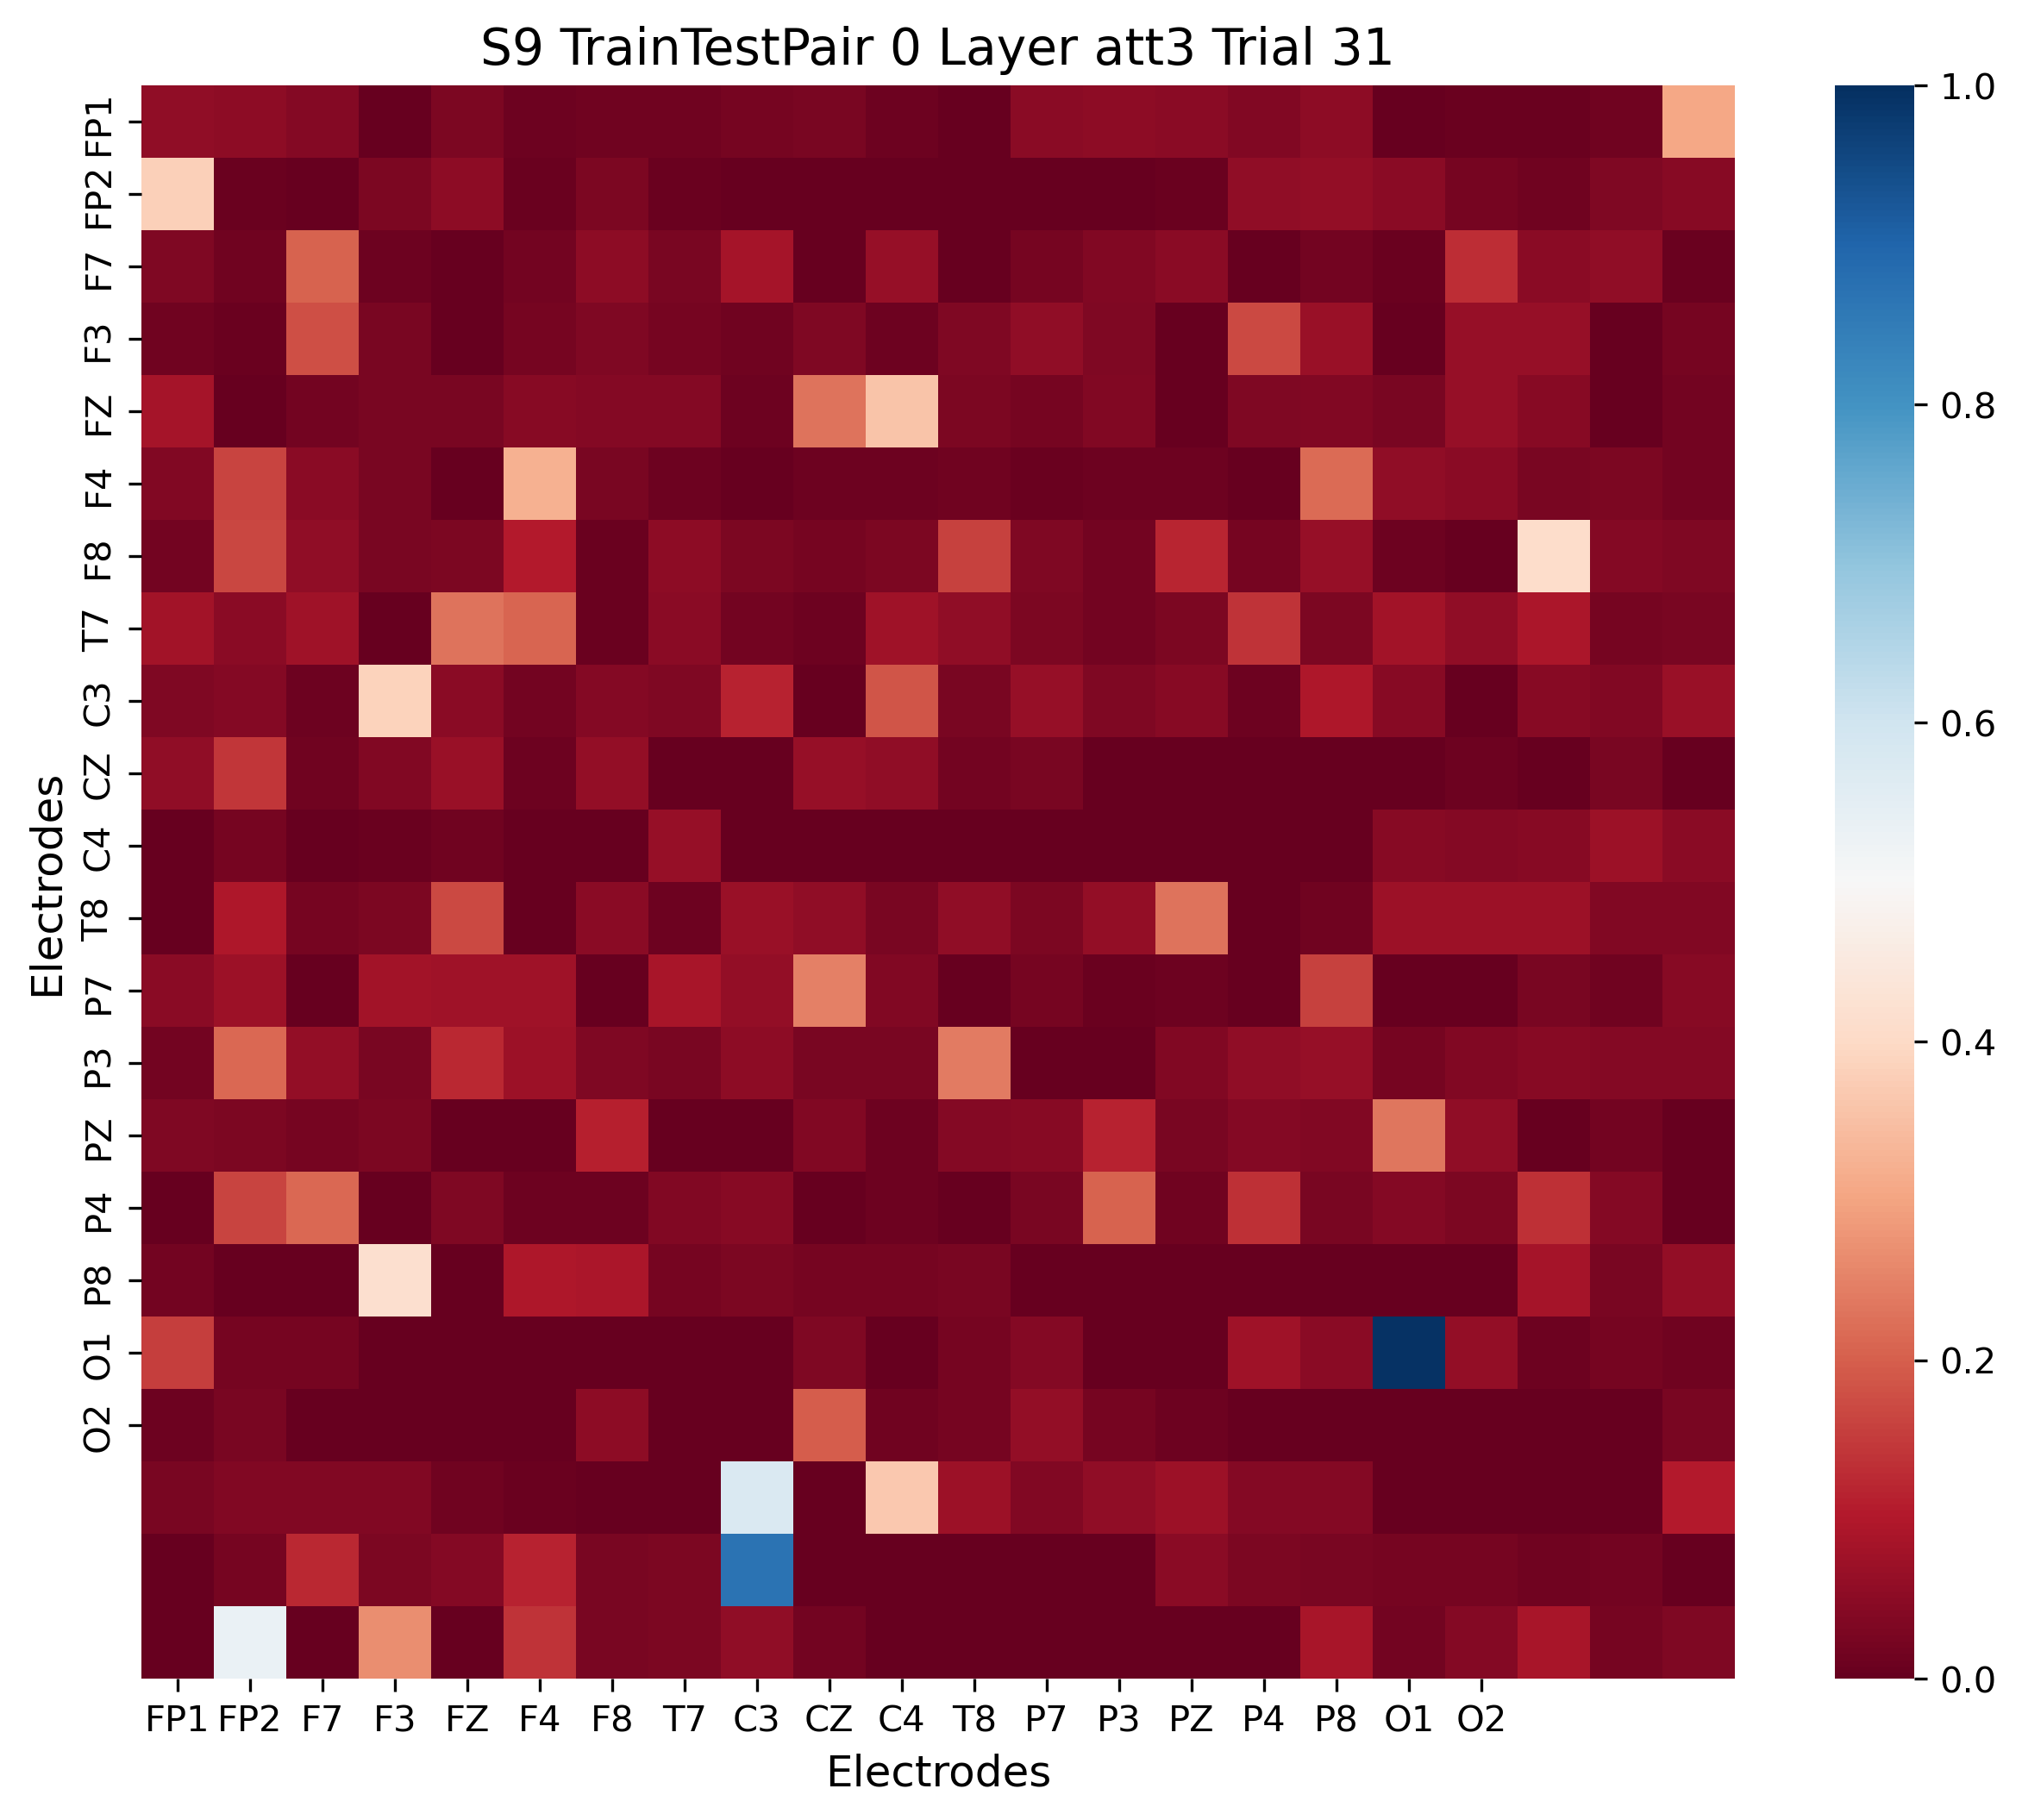 S9 TrainTestPair 0 Layer att3 Trial 31
Electrodes
FP1
FP2
F7
F3
FZ
F4
F8
T7
C3
CZ
C4
T8
P7
P3
PZ
P4
P8
O1
O2
FP1 FP2 F7 F3 FZ F4 F8 T7 C3 CZ C4 T8 P7 P3 PZ P4 P8 O1 O2
Electrodes
1.0
0.8
0.6
0.4
0.2
0.0